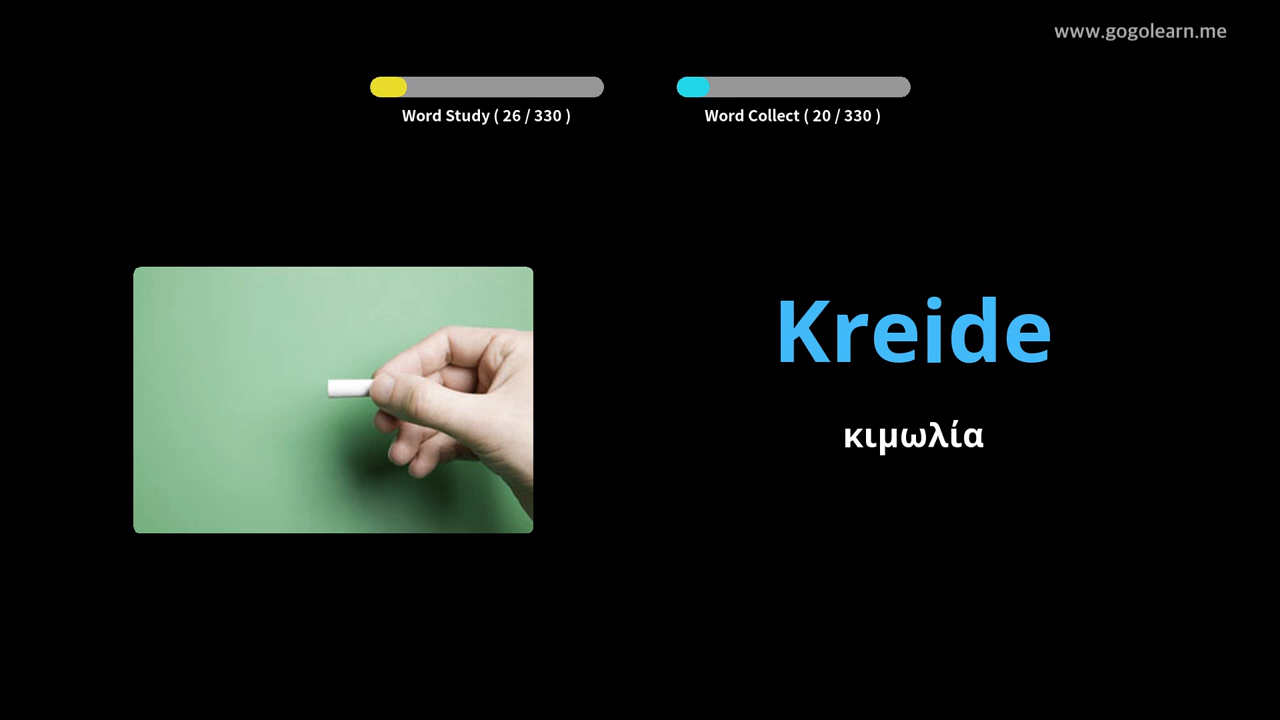 www.gogolearn.me
Word Study ( 26 / 330 )
Word Collect ( 20 / 330 )
Kreide
κιμωλία